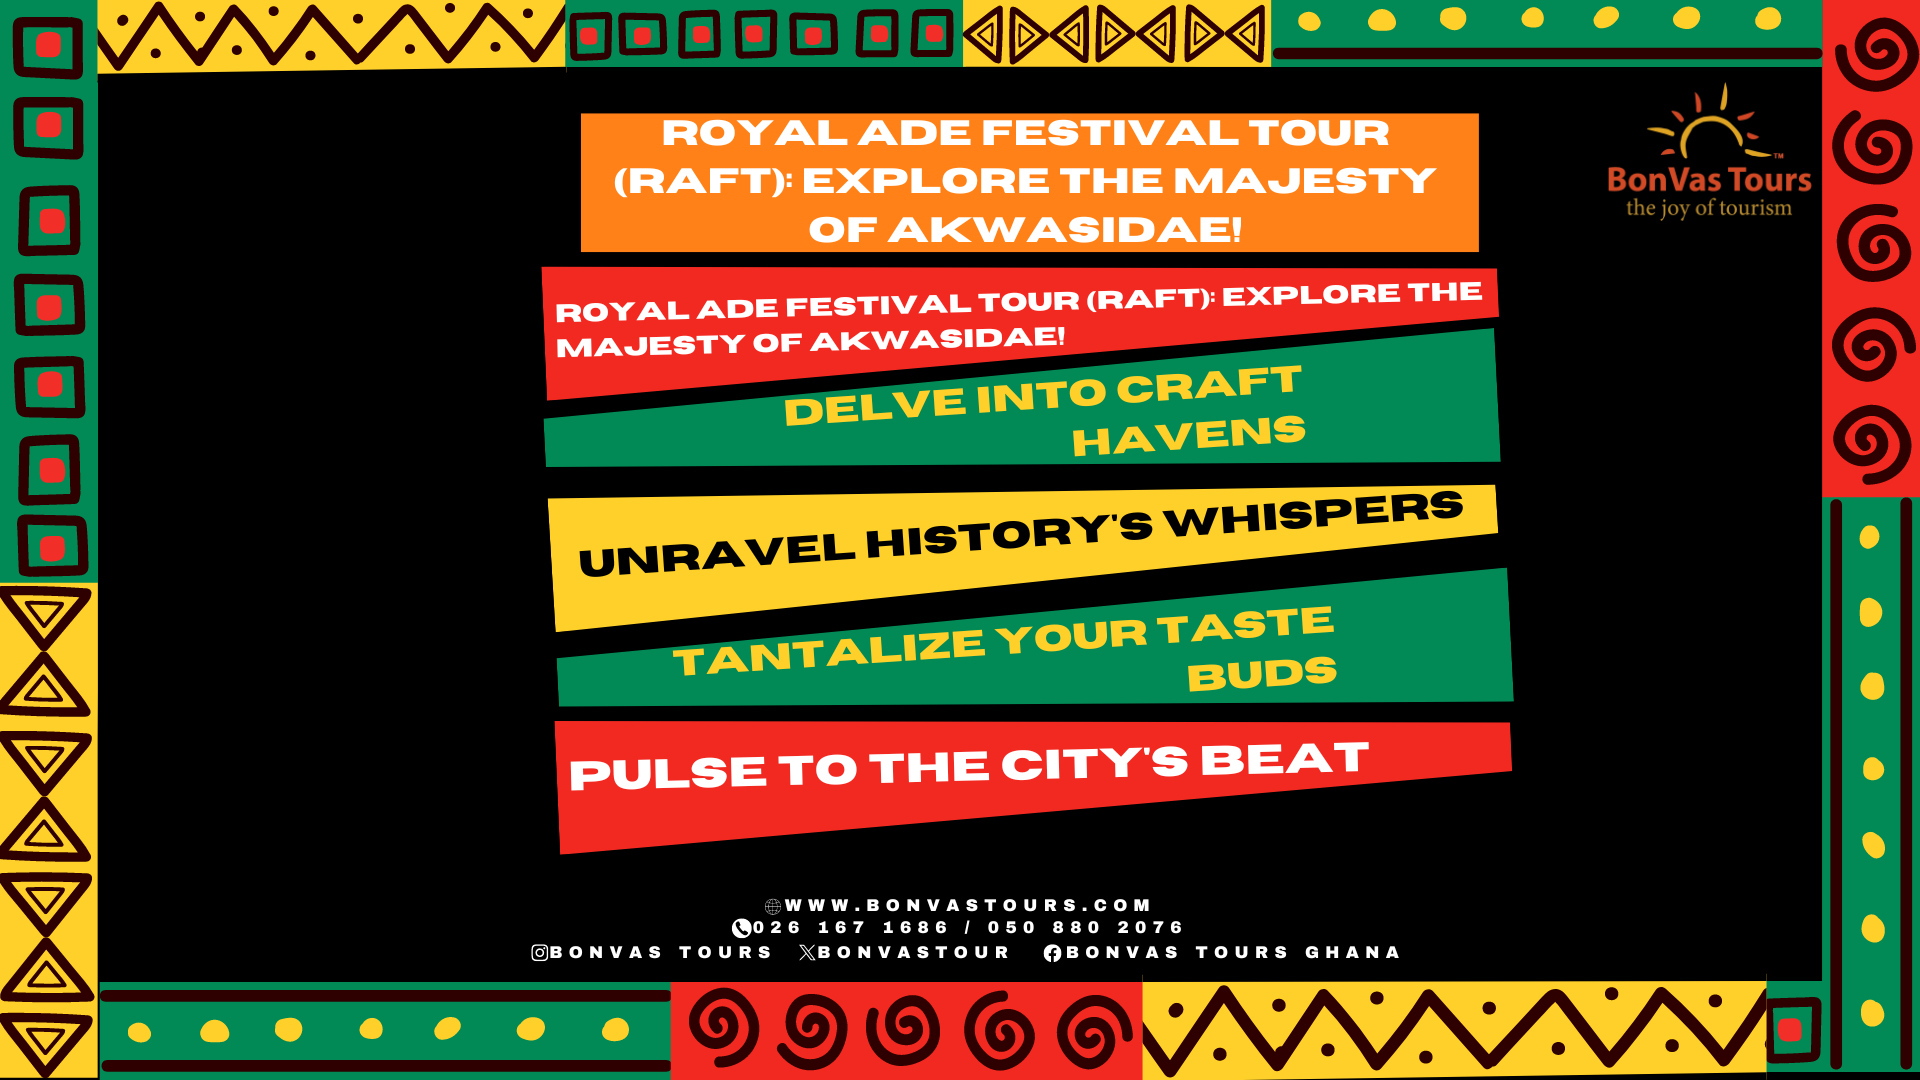 ROYAL ADE FESTIVAL TOUR
(RAFT): EXPLORE THE MAJESTY
OF AKWASIDAE!
BonVas Tours™
the joy of tourism
ROYAL ADE FESTIVAL TOUR (RAFT): EXPLORE THE
MAJESTY OF AKWASIDAE!
DELVE INTO CRAFT
HAVENS
UNRAVEL HISTORY'S WHISPERS
TANTALIZE YOUR TASTE
BUDS
PULSE TO THE CITY'S BEAT
WWW.BONVASTOURS.COM
026 167 1686 / 050 880 2076
BONVAS TOURS BONVASTOUR BONVAS TOURS GHANA